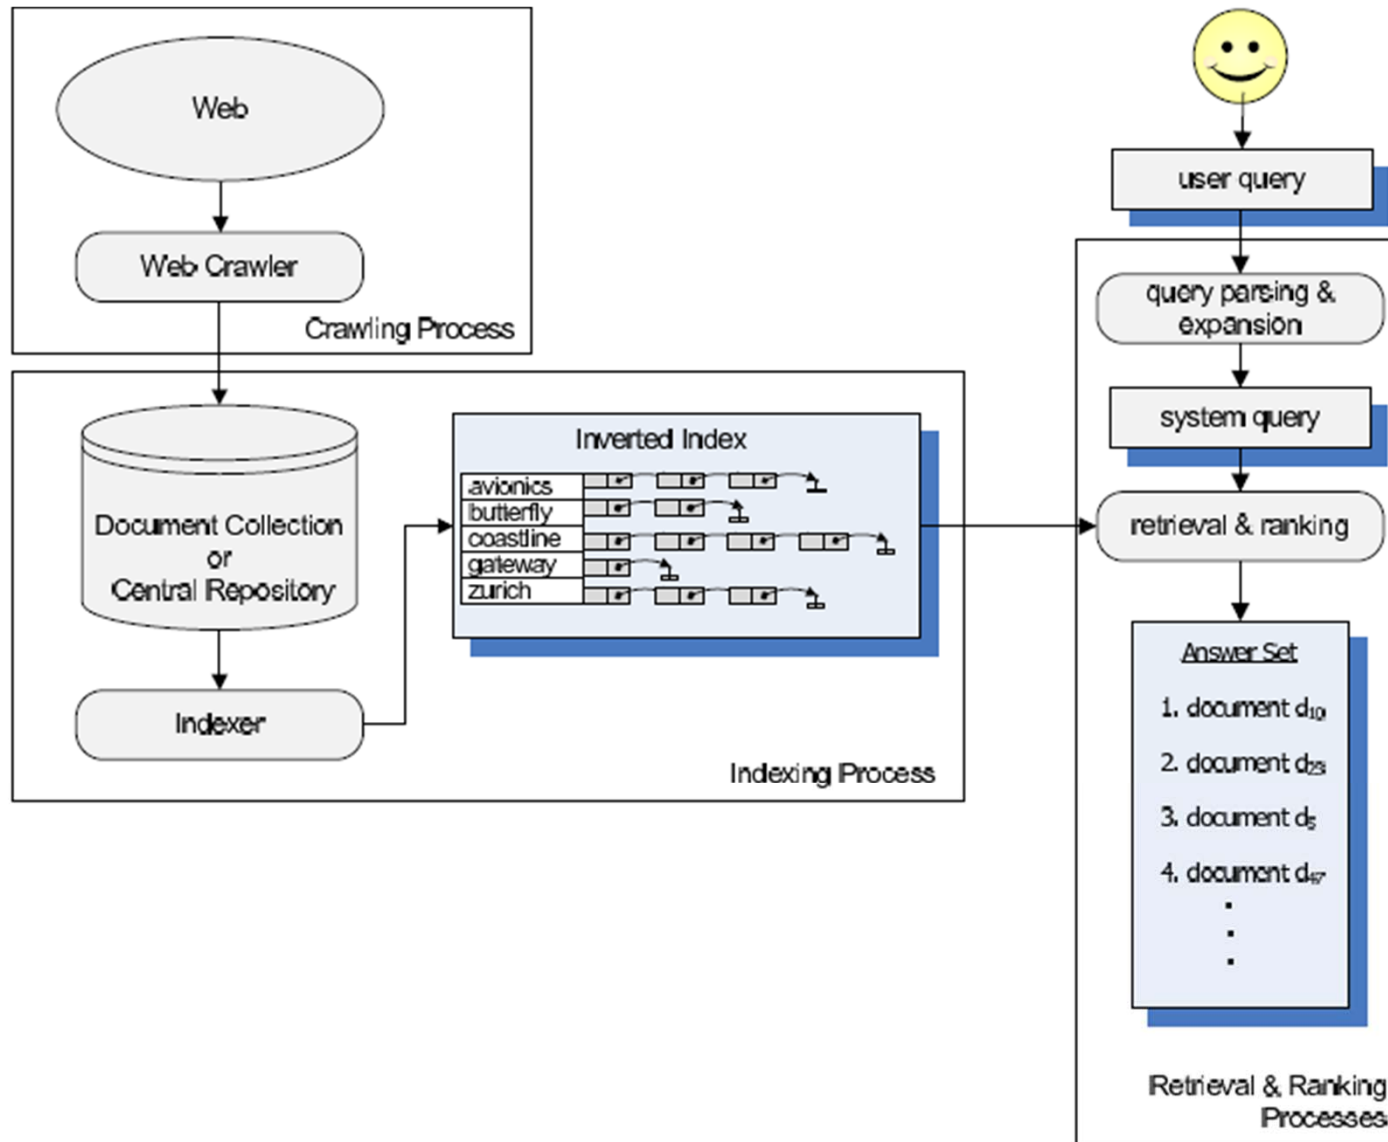 Web
Web Crawler
Crawling Process
Document Collection
or
Central Repository
Indexer
Inverted Index
avionics
butterfly
coastline
gateway
zurich
Indexing Process
user query
query parsing &
expansion
system query
retrieval & ranking
Answer Set
1. document d10
2. document d23
3. document d5
4. document d47
Retrieval & Ranking
Processes